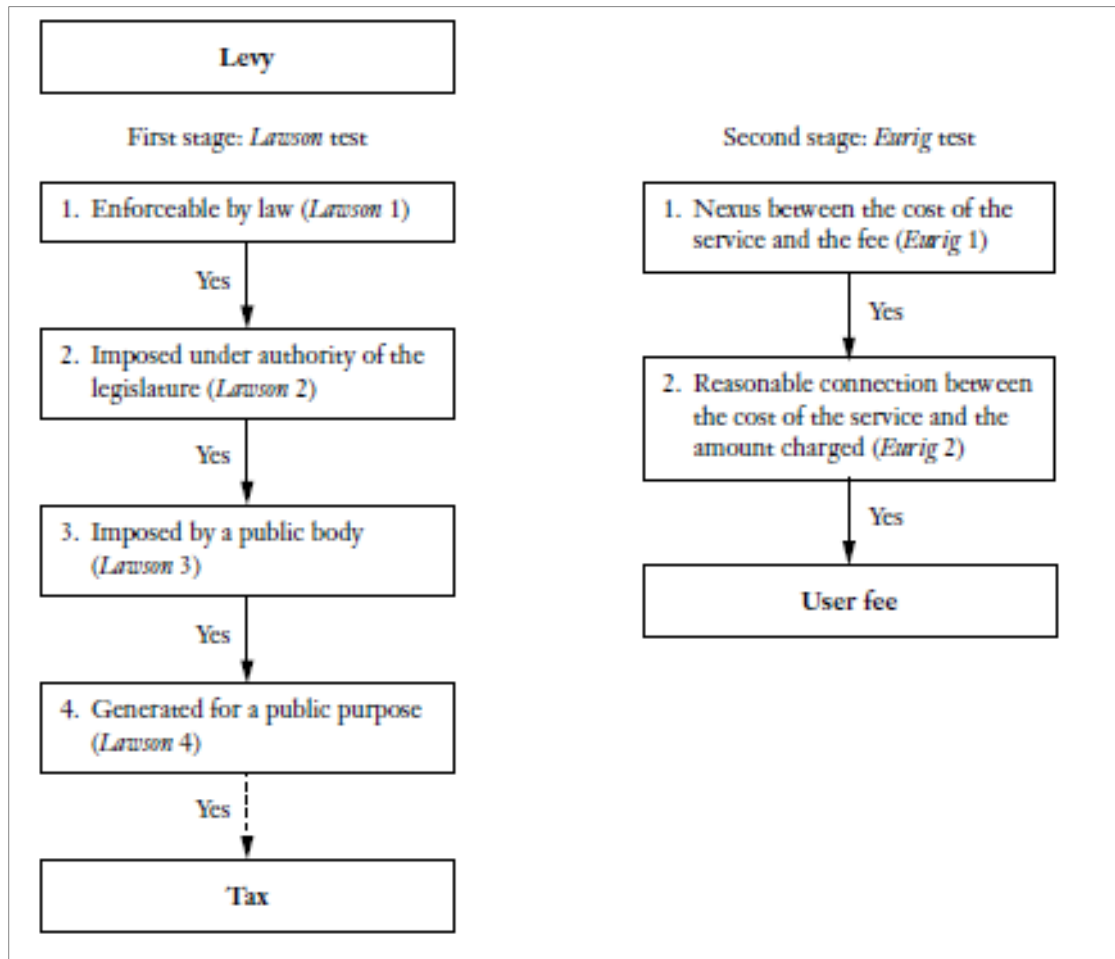 Levy
First stage: Lawson test
1. Enforceable by law (Lawson 1)
Yes
2. Imposed under authority of the
legislature (Lawson 2)
Yes
3. Imposed by a public body
(Lawson 3)
Yes
4. Generated for a public purpose
(Lawson 4)
Yes
Tax
Second stage: Eurig test
1. Nexus between the cost of the
service and the fee (Eurig 1)
Yes
2. Reasonable connection between
the cost of the service and the
amount charged (Eurig 2)
Yes
User fee